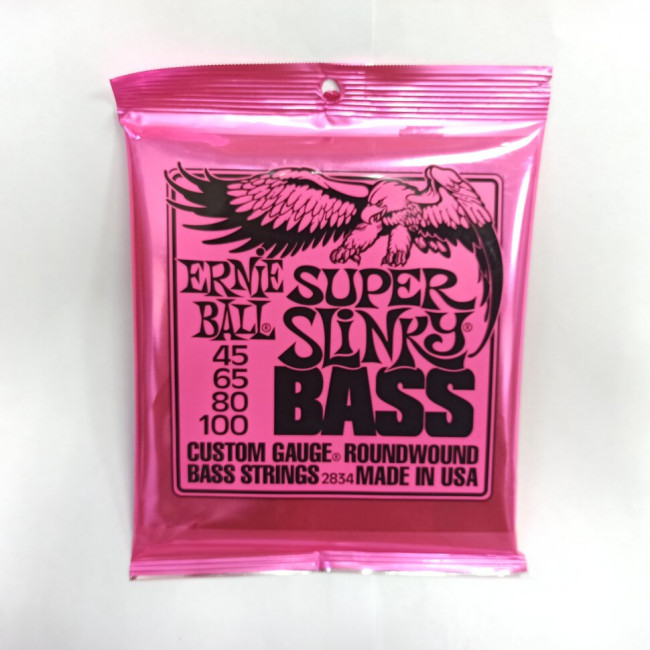 ERNiE
BALL®
SUPER
SLiNKY®
BASS
45
65
80
100
CUSTOM GAUGE® ROUNDWOUND
BASS STRINGS 2834 MADE IN USA